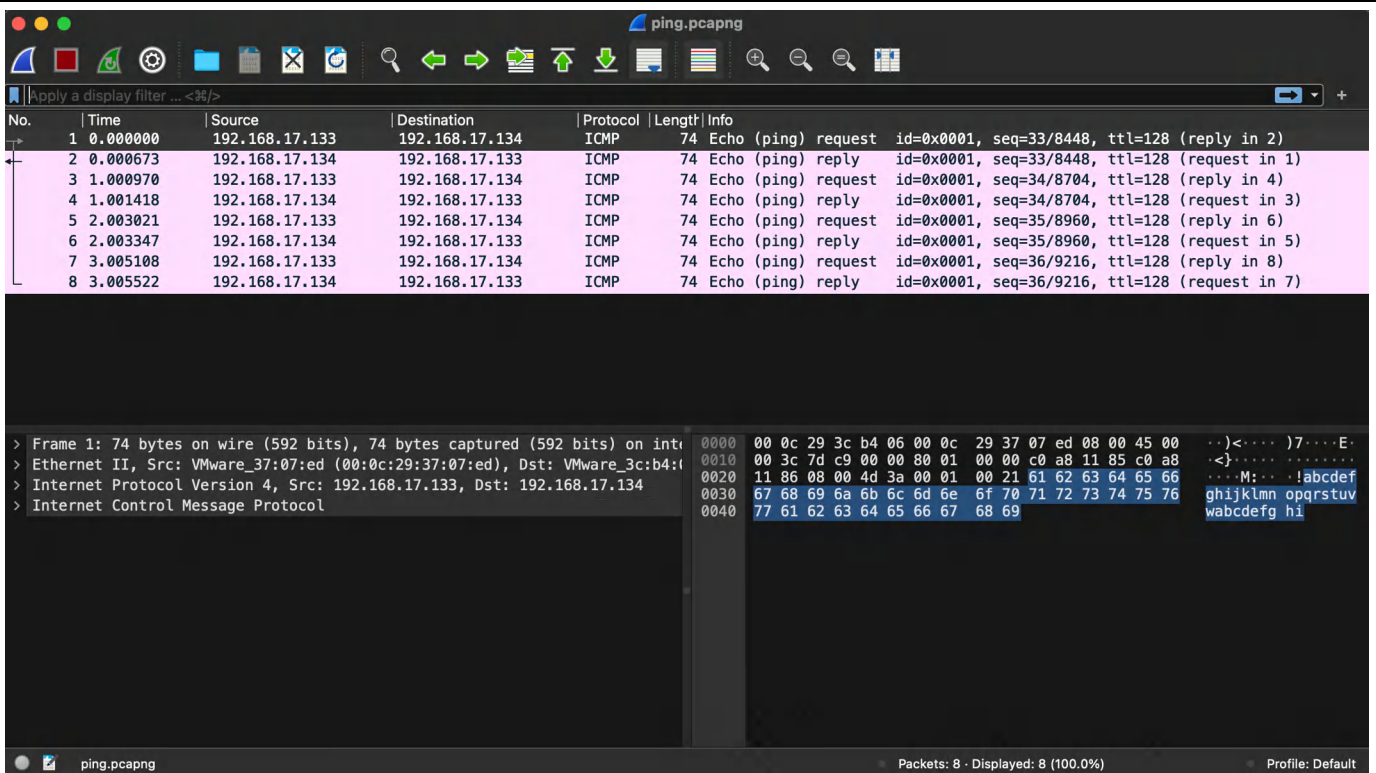 ping.pcapng
Apply a display filter ... <⌘/>
+
No. Time Source Destination Protocol Length Info
1 0.000000 192.168.17.133 192.168.17.134 ICMP 74 Echo (ping) request id=0x0001, seq=33/8448, ttl=128 (reply in 2)
2 0.000673 192.168.17.134 192.168.17.133 ICMP 74 Echo (ping) reply id=0x0001, seq=33/8448, ttl=128 (request in 1)
3 1.000970 192.168.17.133 192.168.17.134 ICMP 74 Echo (ping) request id=0x0001, seq=34/8704, ttl=128 (reply in 4)
4 1.001418 192.168.17.134 192.168.17.133 ICMP 74 Echo (ping) reply id=0x0001, seq=34/8704, ttl=128 (request in 3)
5 2.003021 192.168.17.133 192.168.17.134 ICMP 74 Echo (ping) request id=0x0001, seq=35/8960, ttl=128 (reply in 6)
6 2.003347 192.168.17.134 192.168.17.133 ICMP 74 Echo (ping) reply id=0x0001, seq=35/8960, ttl=128 (request in 5)
7 3.005108 192.168.17.133 192.168.17.134 ICMP 74 Echo (ping) request id=0x0001, seq=36/9216, ttl=128 (reply in 8)
8 3.005522 192.168.17.134 192.168.17.133 ICMP 74 Echo (ping) reply id=0x0001, seq=36/9216, ttl=128 (request in 7)
> Frame 1: 74 bytes on wire (592 bits), 74 bytes captured (592 bits) on inte
> Ethernet II, Src: VMware_37:07:ed (00:0c:29:37:07:ed), Dst: VMware_3c:b4:0
> Internet Protocol Version 4, Src: 192.168.17.133, Dst: 192.168.17.134
> Internet Control Message Protocol
0000 00 0c 29 3c b4 06 00 0c 29 37 07 ed 08 00 45 00 ··)<···· )7····E·
0010 00 3c 7d c9 00 00 80 01 00 00 c0 a8 11 85 c0 a8 ·<}····· ········
0020 11 86 08 00 4d 3a 00 01 00 21 61 62 63 64 65 66 ····M:·· ·!abcdef
0030 67 68 69 6a 6b 6c 6d 6e 6f 70 71 72 73 74 75 76 ghijklmn opqrstuv
0040 77 61 62 63 64 65 66 67 68 69 wabcdefg hi
ping.pcapng Packets: 8 · Displayed: 8 (100.0%) Profile: Default